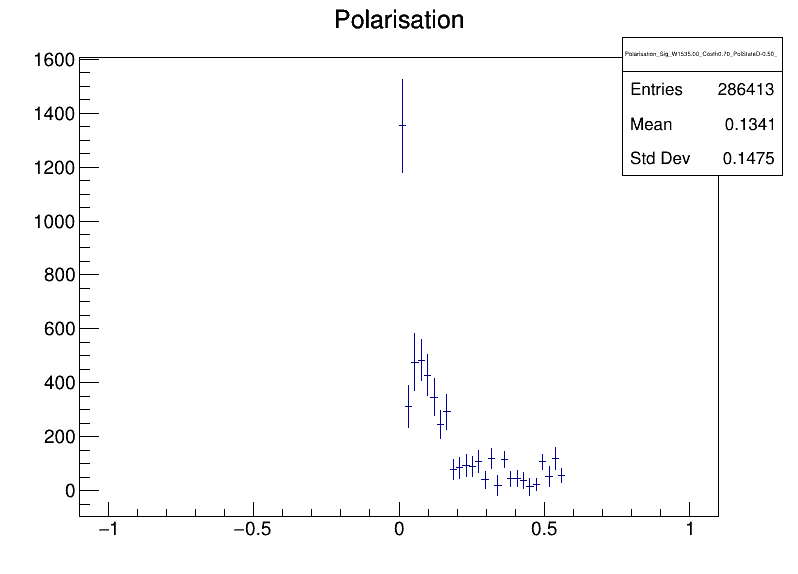 Polarisation
Polarisation_Sig_W1535.00_Costh0.70_PolStateD-0.50_
Entries 286413
Mean 0.1341
Std Dev 0.1475
1600
1400
1200
1000
800
600
400
200
0
−1 −0.5 0 0.5 1